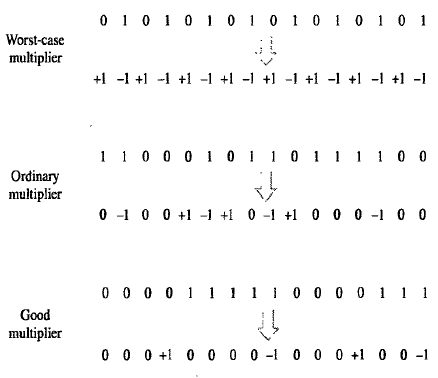 0 1 0 1 0 1 0 1 0 1 0 1 0 1 0 1
Worst-case
multiplier
+1 -1 +1 -1 +1 -1 +1 -1 +1 -1 +1 -1 +1 -1 +1 -1
1 1 0 0 0 1 0 1 1 0 1 1 1 1 0 0
Ordinary
multiplier
0 -1 0 0 +1 -1 +1 0 -1 +1 0 0 0 -1 0 0
0 0 0 0 1 1 1 1 1 0 0 0 0 1 1 1
Good
multiplier
0 0 0 +1 0 0 0 0 -1 0 0 0 +1 0 0 -1